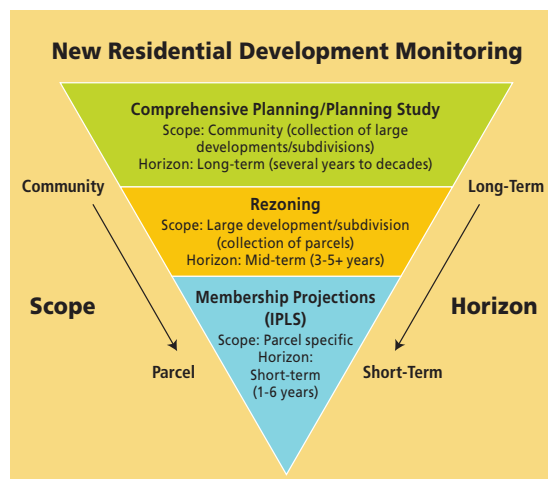 New Residential Development Monitoring
Comprehensive Planning/Planning Study
Scope: Community (collection of large
developments/subdivisions)
Horizon: Long-term (several years to decades)
Community
Long-Term
Rezoning
Scope: Large development/subdivision
(collection of parcels)
Horizon: Mid-term (3-5+ years)
Membership Projections
(IPLS)
Scope
Horizon
Scope: Parcel specific
Horizon:
Short-term
(1-6 years)
Parcel
Short-Term